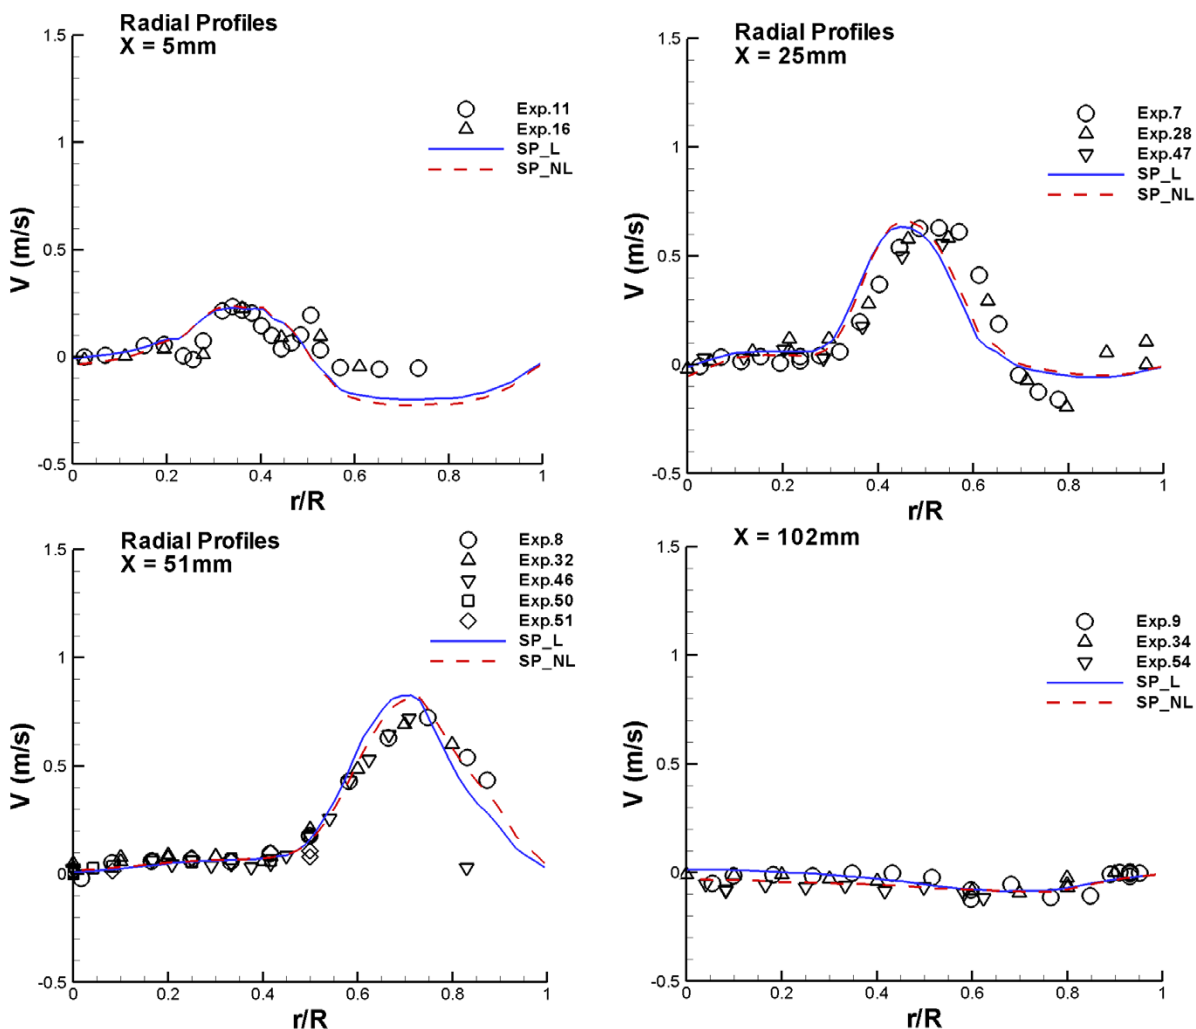 Radial Profiles
X = 5mm
Exp.11
Exp.16
SP_L
SP_NL
V (m/s)
1.5
1
0.5
0
-0.5
0.2
0.4
0.6
0.8
1
r/R
Radial Profiles
X = 25mm
Exp.7
Exp.28
Exp.47
SP_L
SP_NL
V (m/s)
1.5
1
0.5
0
-0.5
0
0.2
0.4
0.6
0.8
1
r/R
Radial Profiles
X = 51mm
Exp.8
Exp.32
Exp.46
Exp.50
Exp.51
SP_L
SP_NL
V (m/s)
1.5
1
0.5
0
-0.5
0
0.2
0.4
0.6
0.8
1
r/R
X = 102mm
Exp.9
Exp.34
Exp.54
SP_L
SP_NL
V (m/s)
1.5
1
0.5
0
-0.5
0
0.2
0.4
0.6
0.8
1
r/R